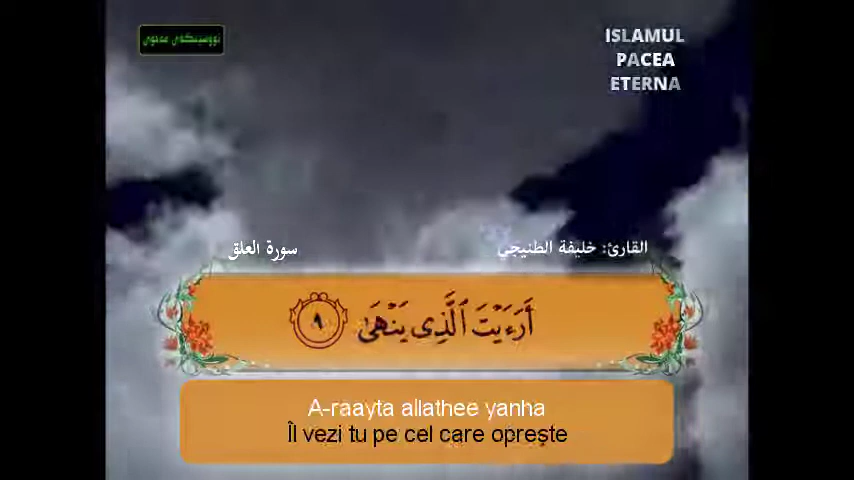 ISLAMUL
PACEA
ETERNA
القارئ: خليفة الطنيجي
سورة العلق
أَرَءَيْتَ ٱلَّذِى يَنْهَىٰ ٩
A-raayta allathee yanha
Îl vezi tu pe cel care opreşte